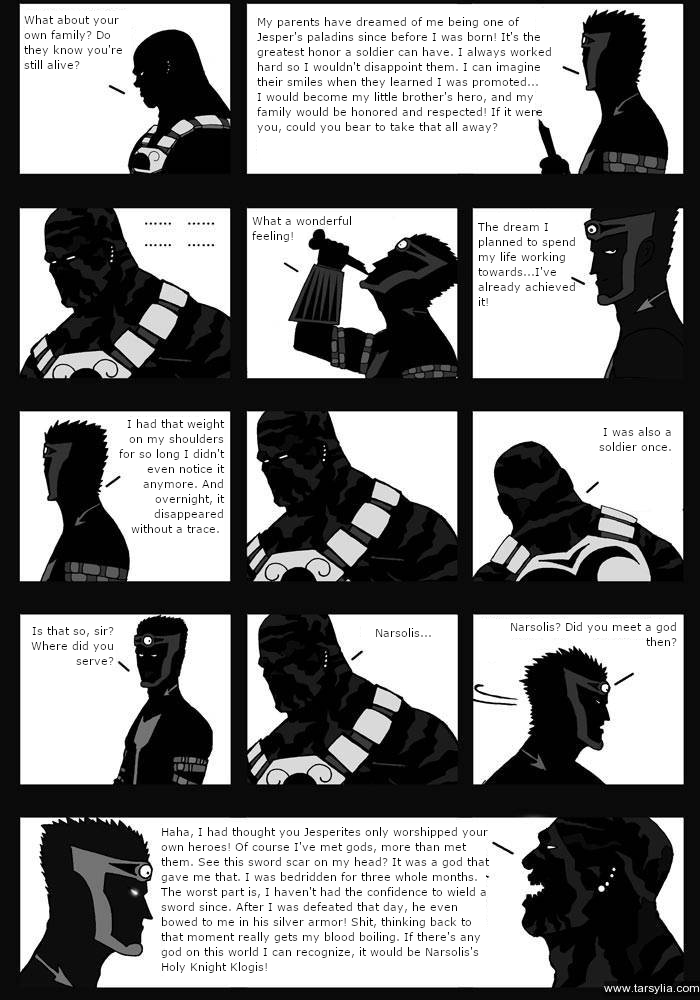 What about your
own family? Do
they know you're
still alive?
My parents have dreamed of me being one of
Jesper's paladins since before I was born! It's the
greatest honor a soldier can have. I always worked
hard so I wouldn't disappoint them. I can imagine
their smiles when they learned I was promoted...
I would become my little brother's hero, and my
family would be honored and respected! If it were
you, could you bear to take that all away?
...... ......
...... ......
What a wonderful
feeling!
The dream I
planned to spend
my life working
towards...I've
already achieved
it!
I had that weight
on my shoulders
for so long I didn't
even notice it
anymore. And
overnight, it
disappeared
without a trace.
I was also a
soldier once.
Is that so, sir?
Where did you
serve?
Narsolis...
Narsolis? Did you meet a god
then?
Haha, I had thought you Jesperites only worshipped your
own heroes! Of course I've met gods, more than met
them. See this sword scar on my head? It was a god that
gave me that. I was bedridden for three whole months.
The worst part is, I haven't had the confidence to wield a
sword since. After I was defeated that day, he even
bowed to me in his silver armor! Shit, thinking back to
that moment really gets my blood boiling. If there's any
god on this world I can recognize, it would be Narsolis's
Holy Knight Klogis!
www.tarsylia.com